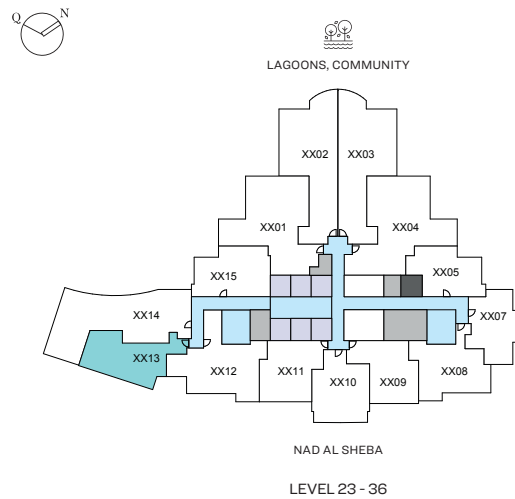 Q N
LAGOONS, COMMUNITY
XX02 XX03
XX01 XX04
XX15 XX05
XX14 XX07
XX13 XX12 XX11 XX10 XX09 XX08
NAD AL SHEBA
LEVEL 23 - 36